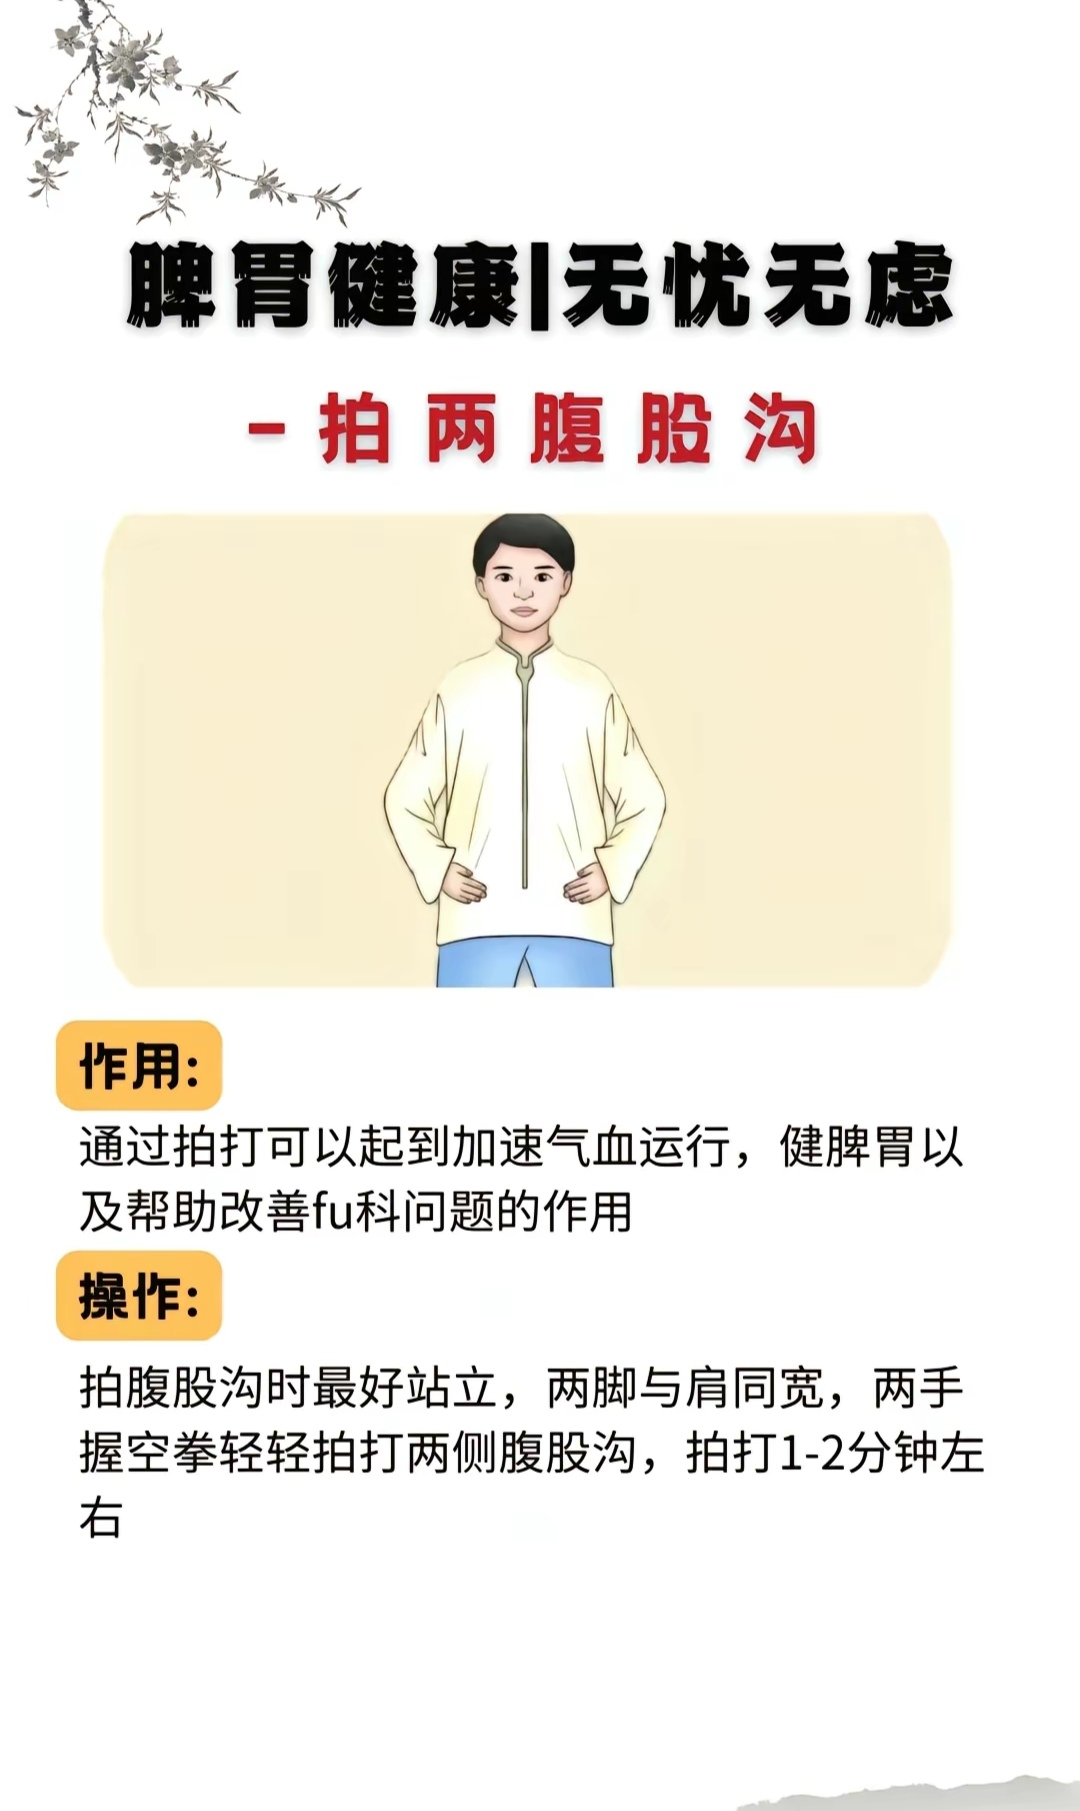 脾胃健康|无忧无虑
-拍两腹股沟
作用:
通过拍打可以起到加速气血运行，健脾胃以
及帮助改善fu科问题的作用
操作:
拍腹股沟时最好站立，两脚与肩同宽，两手
握空拳轻轻拍打两侧腹股沟，拍打1-2分钟左
右